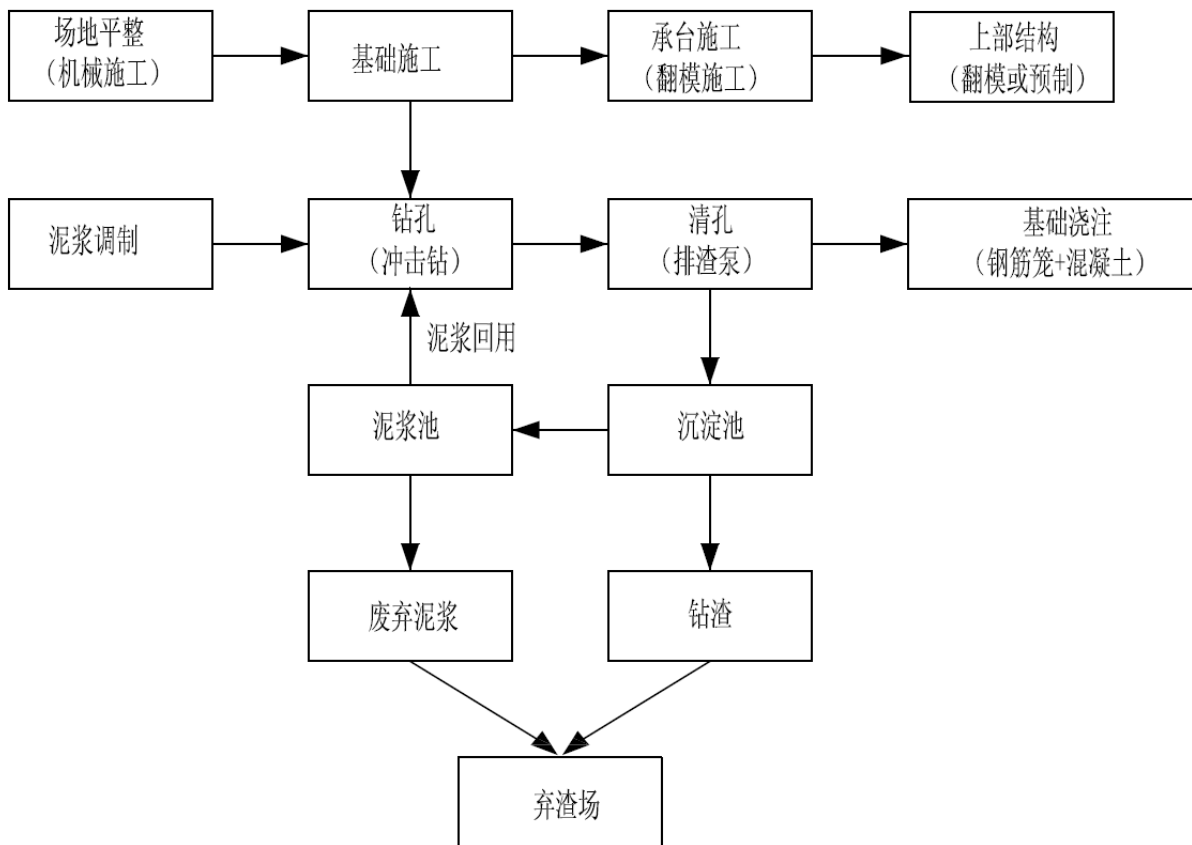 场地平整
（机械施工）
基础施工
承台施工
（翻模施工）
上部结构
（翻模或预制）
泥浆调制
钻孔
（冲击钻）
清孔
（排渣泵）
基础浇注
（钢筋笼+混凝土）
泥浆回用
泥浆池
沉淀池
废弃泥浆
钻渣
弃渣场